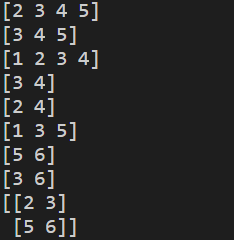 [2 3 4 5]
[3 4 5]
[1 2 3 4]
[3 4]
[2 4]
[1 3 5]
[5 6]
[3 6]
[[2 3]
 [5 6]]